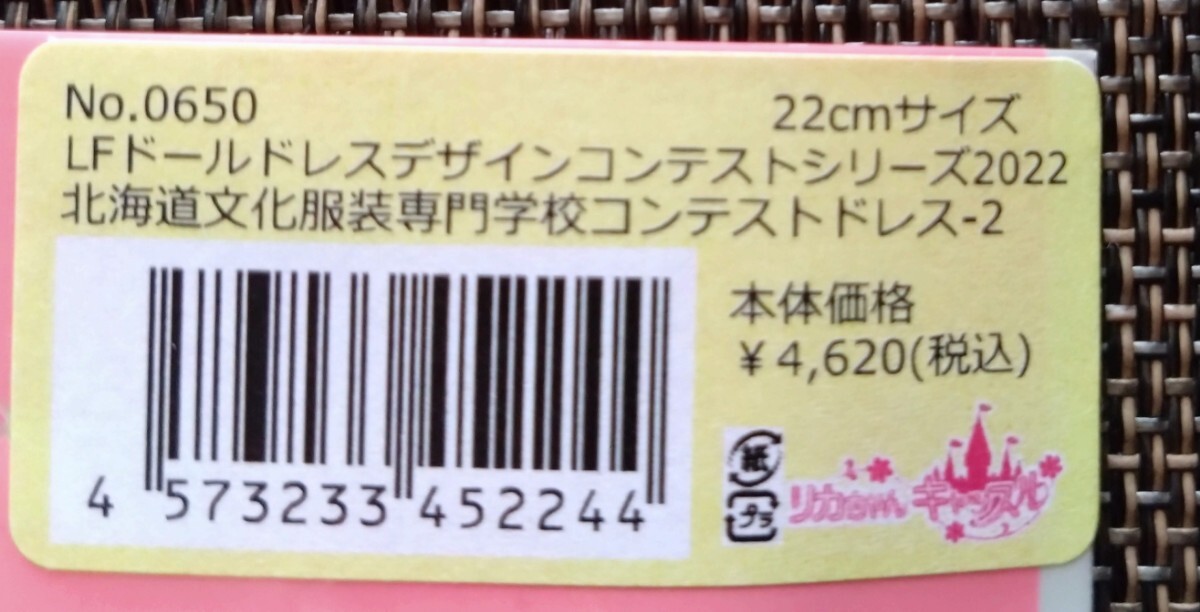 No.0650 22cmサイズ
LFドールドレスデザインコンテストシリーズ2022
北海道文化服装専門学校コンテストドレス-2
本体価格
￥4,620(税込)
4 573233 452244
紙
プラ
リカちゃん キャッスル